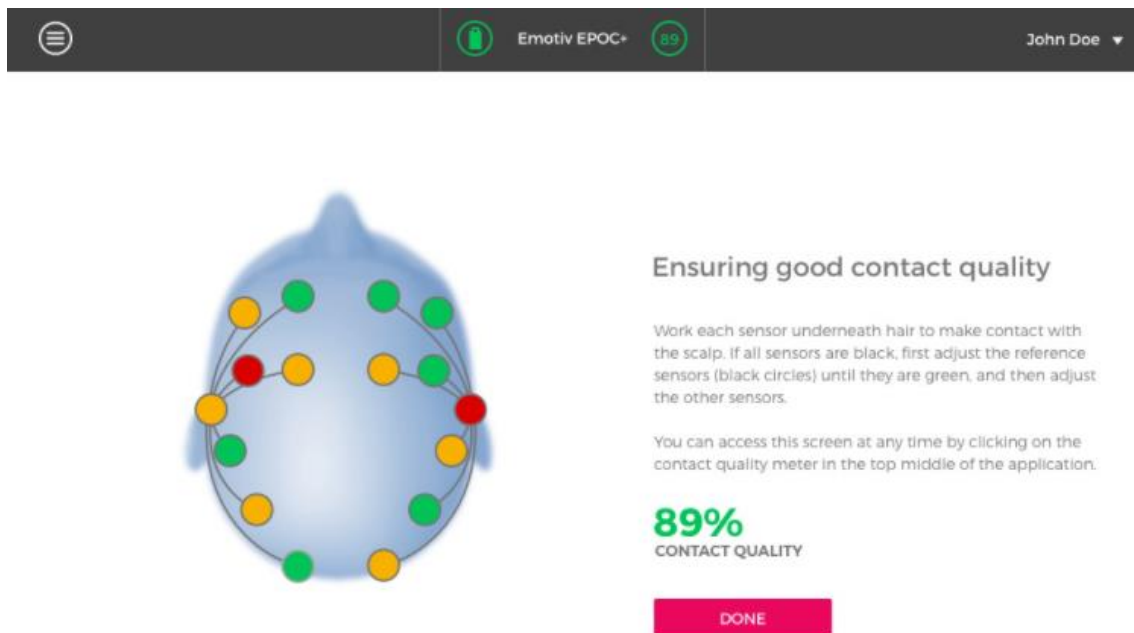 Emotiv EPOC+
89
John Doe
Ensuring good contact quality
Work each sensor underneath hair to make contact with
the scalp. If all sensors are black, first adjust the reference
sensors (black circles) until they are green, and then adjust
the other sensors.
You can access this screen at any time by clicking on the
contact quality meter in the top middle of the application.
89%
CONTACT QUALITY
DONE